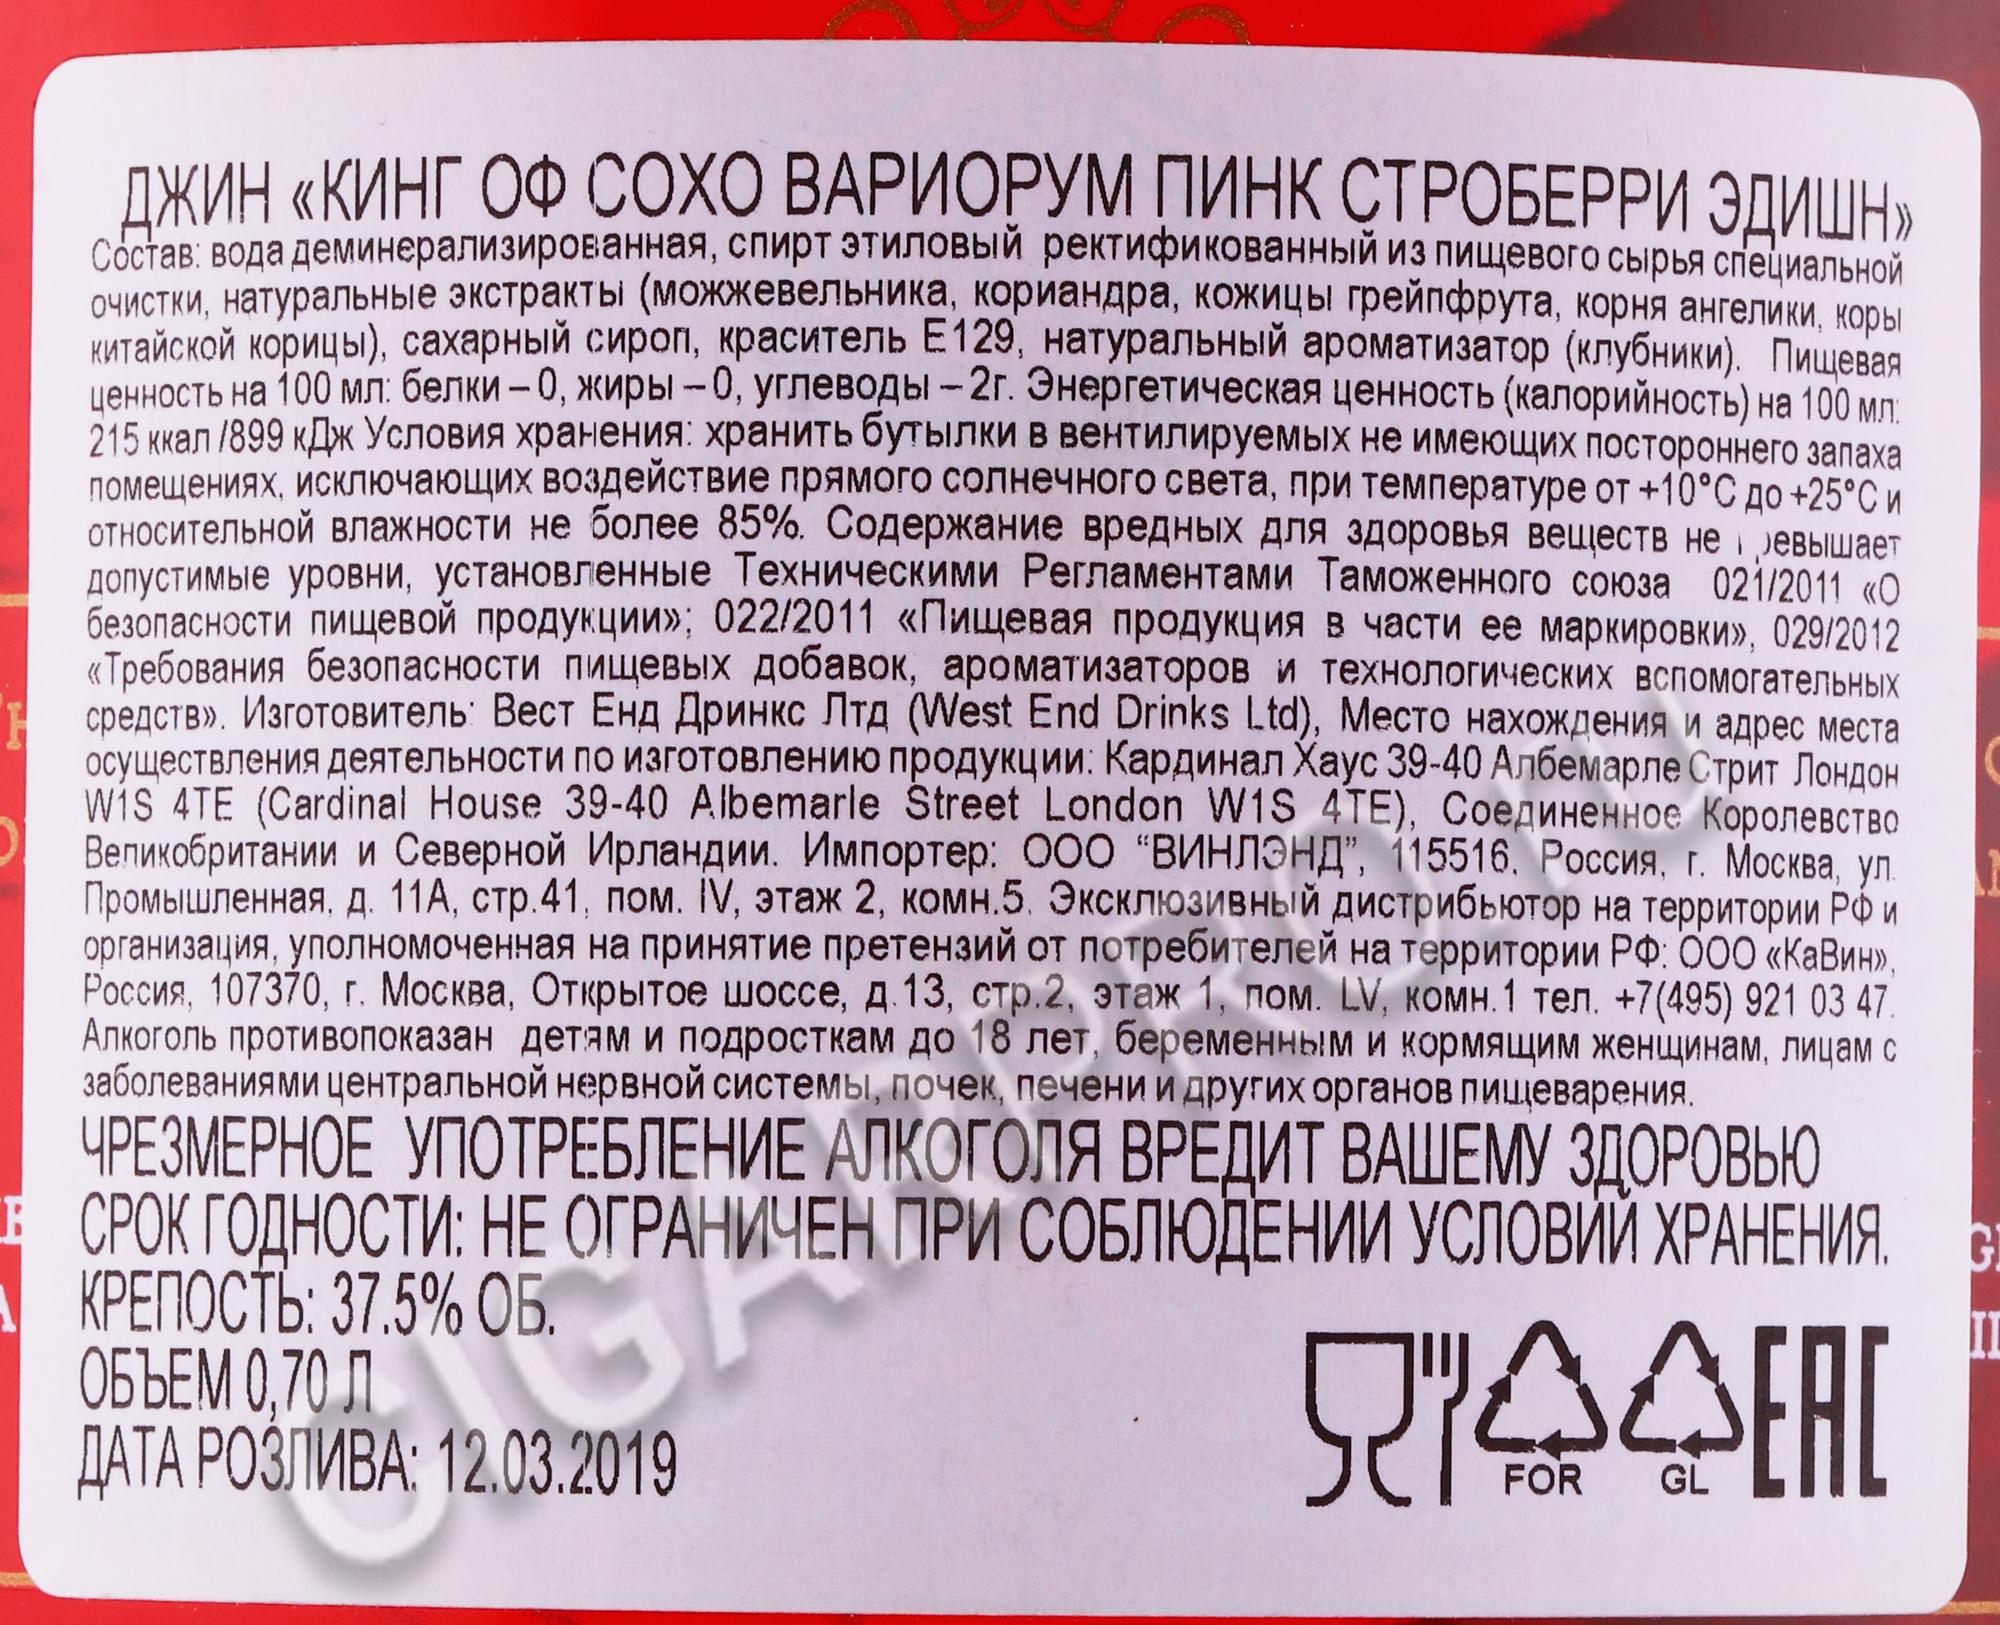 ДЖИН «КИНГ ОФ СОХО ВАРИОРУМ ПИНК СТРОБЕРРИ ЭДИШН»
Состав: вода деминерализированная, спирт этиловый ректификованный из пищевого сырья специальной
очистки, натуральные экстракты (можжевельника, кориандра, кожицы грейпфрута, корня ангелики, коры
китайской корицы), сахарный сироп, краситель Е129, натуральный ароматизатор (клубники). Пищевая
ценность на 100 мл: белки – 0, жиры – 0, углеводы – 2г. Энергетическая ценность (калорийность) на 100 мл:
215 ккал /899 кДж Условия хранения: хранить бутылки в вентилируемых не имеющих постороннего запаха
помещениях, исключающих воздействие прямого солнечного света, при температуре от +10°С до +25°С и
относительной влажности не более 85%. Содержание вредных для здоровья веществ не превышает
допустимые уровни, установленные Техническими Регламентами Таможенного союза 021/2011 «О
безопасности пищевой продукции»; 022/2011 «Пищевая продукция в части ее маркировки», 029/2012
«Требования безопасности пищевых добавок, ароматизаторов и технологических вспомогательных
средств». Изготовитель: Вест Енд Дринкс Лтд (West End Drinks Ltd), Место нахождения и адрес места
осуществления деятельности по изготовлению продукции: Кардинал Хаус 39-40 Албемарле Стрит Лондон
W1S 4TE (Cardinal House 39-40 Albemarle Street London W1S 4TE), Соединенное Королевство
Великобритании и Северной Ирландии. Импортер: ООО "ВИНЛЭНД", 115516, Россия, г. Москва, ул.
Промышленная, д. 11А, стр.41, пом. IV, этаж 2, комн.5. Эксклюзивный дистрибьютор на территории РФ и
организация, уполномоченная на принятие претензий от потребителей на территории РФ: ООО «КаВин»,
Россия, 107370, г. Москва, Открытое шоссе, д.13, стр.2, этаж 1, пом. LV, комн.1 тел. +7(495) 921 03 47.
Алкоголь противопоказан детям и подросткам до 18 лет, беременным и кормящим женщинам, лицам с
заболеваниями центральной нервной системы, почек, печени и других органов пищеварения.
ЧРЕЗМЕРНОЕ УПОТРЕБЛЕНИЕ АЛКОГОЛЯ ВРЕДИТ ВАШЕМУ ЗДОРОВЬЮ
СРОК ГОДНОСТИ: НЕ ОГРАНИЧЕН ПРИ СОБЛЮДЕНИИ УСЛОВИЙ ХРАНЕНИЯ.
КРЕПОСТЬ: 37.5% ОБ.
ОБЪЕМ 0,70 Л
ДАТА РОЗЛИВА: 12.03.2019
FOR GL EAC
CIGARPRO.ru